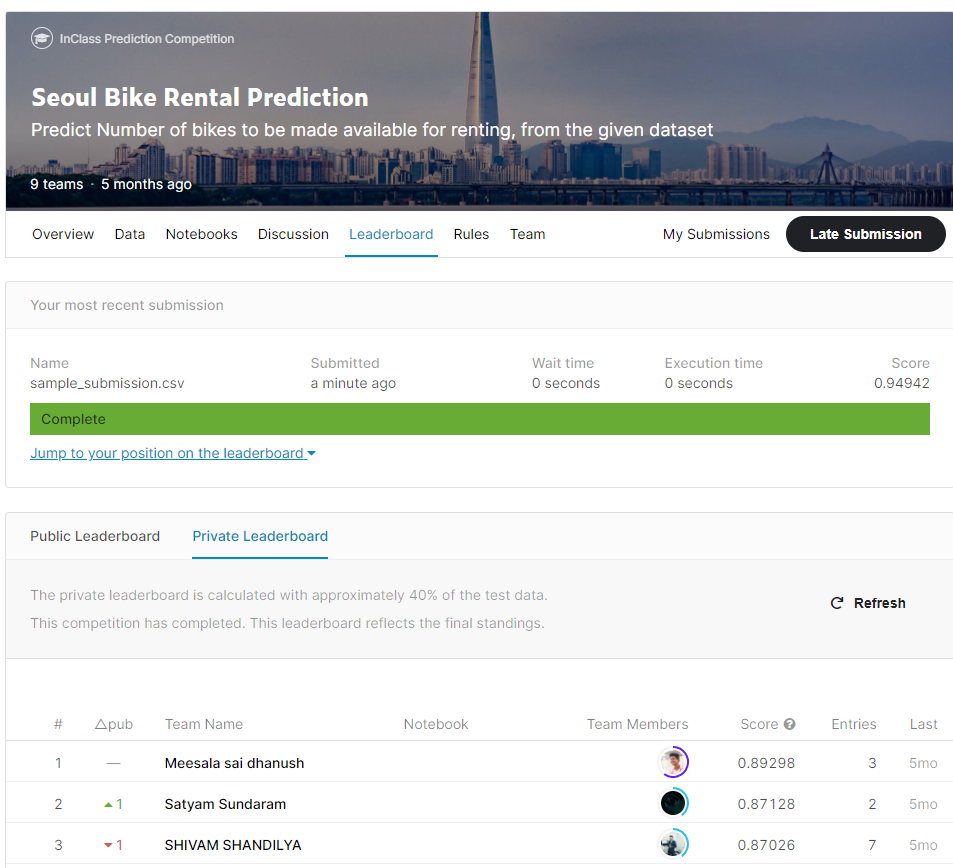 InClass Prediction Competition
Seoul Bike Rental Prediction
Predict Number of bikes to be made available for renting, from the given dataset
9 teams · 5 months ago
Overview Data Notebooks Discussion Leaderboard Rules Team My Submissions Late Submission
Your most recent submission
Name Submitted Wait time Execution time Score
sample_submission.csv a minute ago 0 seconds 0 seconds 0.94942
Complete
Jump to your position on the leaderboard
Public Leaderboard Private Leaderboard
The private leaderboard is calculated with approximately 40% of the test data.
This competition has completed. This leaderboard reflects the final standings.
Refresh
# △pub Team Name Notebook Team Members Score Entries Last
1 — Meesala sai dhanush 0.89298 3 5mo
2 ▲1 Satyam Sundaram 0.87128 2 5mo
3 ▼1 SHIVAM SHANDILYA 0.87026 7 5mo